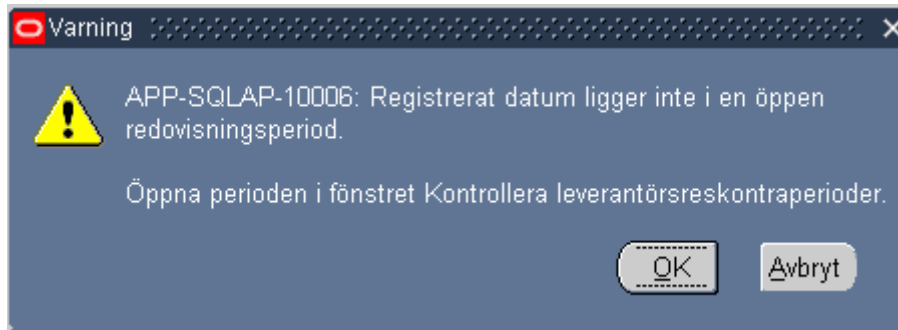 Varning
APP-SQLAP-10006: Registrerat datum ligger inte i en öppen
redovisningsperiod.
Öppna perioden i fönstret Kontrollera leverantörsreskontraperioder.
OK
Avbryt